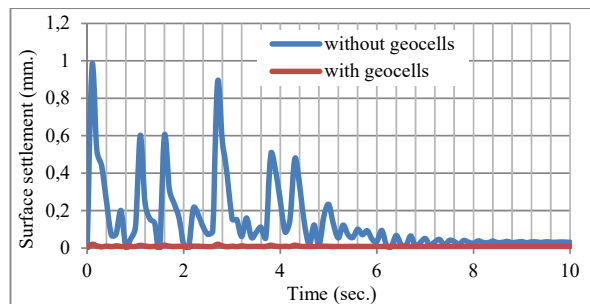 1,2
1
0,8
0,6
0,4
0,2
0
Surface settlement (mm.)
without geocells
with geocells
0 2 4 6 8 10
Time (sec.)